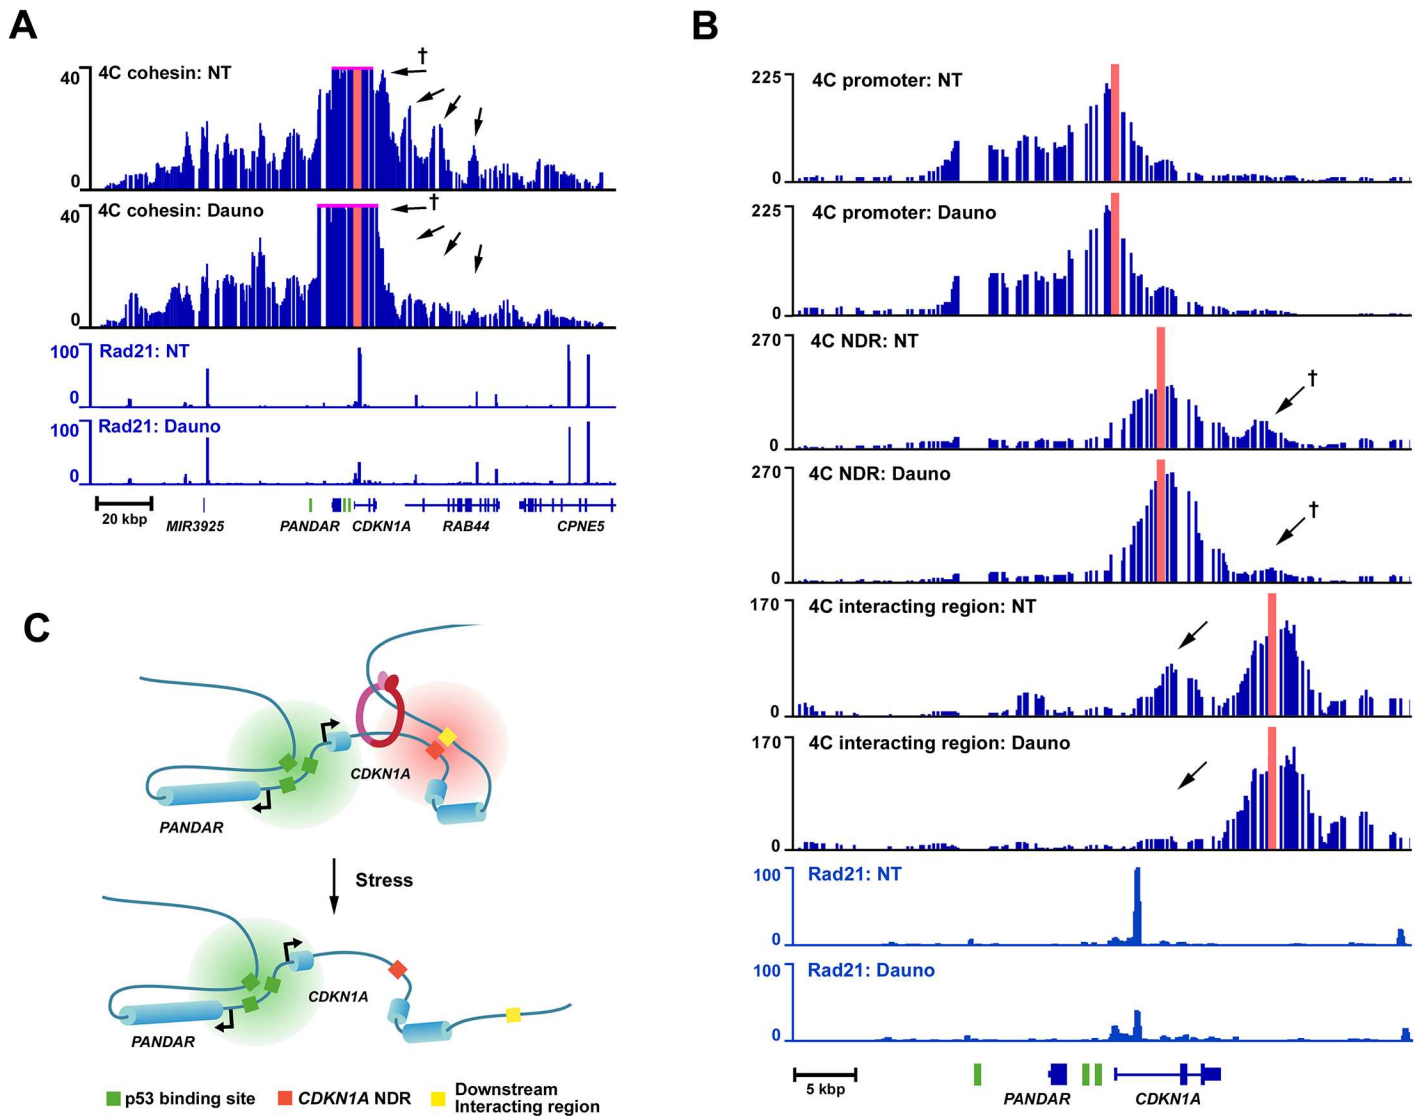 A
4C cohesin: NT
40
0
†
4C cohesin: Dauno
40
0
†
Rad21: NT
100
0
Rad21: Dauno
100
0
20 kbp
MIR3925
PANDAR
CDKN1A
RAB44
CPNE5
B
4C promoter: NT
225
0
4C promoter: Dauno
225
0
4C NDR: NT
270
0
†
4C NDR: Dauno
270
0
†
4C interacting region: NT
170
0
4C interacting region: Dauno
170
0
Rad21: NT
100
0
Rad21: Dauno
100
0
5 kbp
PANDAR
CDKN1A
C
CDKN1A
PANDAR
Stress
CDKN1A
PANDAR
p53 binding site
CDKN1A NDR
Downstream
Interacting region